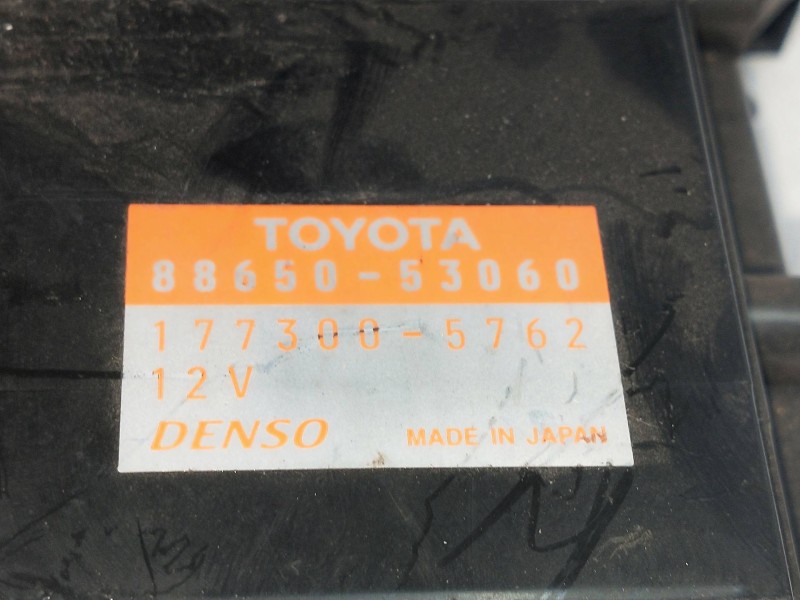 TOYOTA
88650-53060
177300-5762
12V
DENSO MADE IN JAPAN